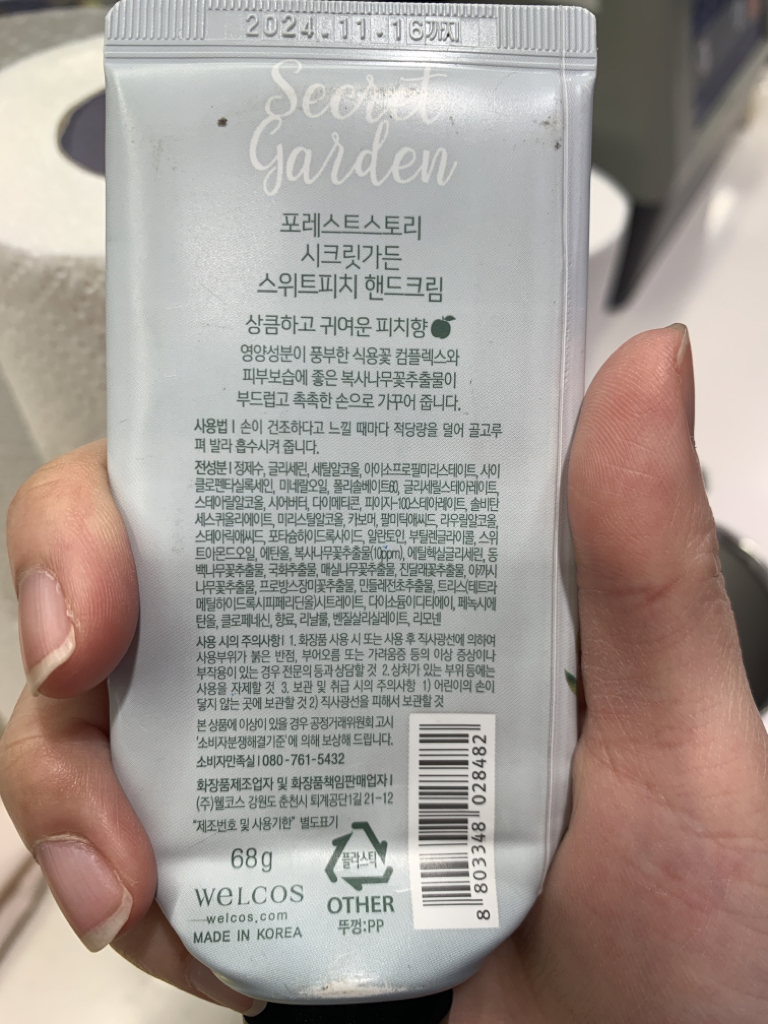 2024.11.16까지
Secret
Garden
포레스트스토리
시크릿가든
스위트피치 핸드크림
상큼하고 귀여운 피치향
영양성분이 풍부한 식용꽃 컴플렉스와
피부보습에 좋은 복사나무꽃추출물이
부드럽고 촉촉한 손으로 가꾸어 줍니다.
사용법 | 손이 건조하다고 느낄 때마다 적당량을 덜어 골고루
펴 발라 흡수시켜 줍니다.
전성분 | 정제수, 글리세린, 세틸알코올, 아이소프로필미리스테이트, 사이
클로펜타실록세인, 미네랄오일, 폴리솔베이트60, 글리세릴스테아레이트,
스테아릴알코올, 시어버터, 다이메티콘, 피이지-100스테아레이트, 솔비탄
세스퀴올리에이트, 미리스틸알코올, 카보머, 팔미틱애씨드, 라우릴알코올,
스테아릭애씨드, 포타슘하이드록사이드, 알란토인, 부틸렌글라이콜, 스위
트아몬드오일, 에탄올, 복사나무꽃추출물(10ppm), 에틸헥실글리세린, 동
백나무꽃추출물, 국화추출물, 매실나무꽃추출물, 진달래꽃추출물, 아까시
나무꽃추출물, 프로방스장미꽃추출물, 민들레전초추출물, 트리스(테트라
메틸하이드록시피페리딘올)시트레이트, 다이소듐이디티에이, 페녹시에
탄올, 클로페네신, 향료, 리날룰, 벤질살리실레이트, 리모넨
사용 시의 주의사항 | 1. 화장품 사용 시 또는 사용 후 직사광선에 의하여
사용부위가 붉은 반점, 부어오름 또는 가려움증 등의 이상 증상이나
부작용이 있는 경우 전문의 등과 상담할 것 2. 상처가 있는 부위 등에는
사용을 자제할 것 3. 보관 및 취급 시의 주의사항 1) 어린이의 손이
닿지 않는 곳에 보관할 것 2) 직사광선을 피해서 보관할 것
본 상품에 이상이 있을 경우 공정거래위원회 고시
'소비자분쟁해결기준'에 의해 보상해 드립니다.
소비자만족실 | 080-761-5432
화장품제조업자 및 화장품책임판매업자 |
(주)웰코스 강원도 춘천시 퇴계공단1길 21-12
"제조번호 및 사용기한" 별도표기
68g
WELCOS
welcos.com
MADE IN KOREA
플라스틱
OTHER
뚜껑:PP
8 803348 028482